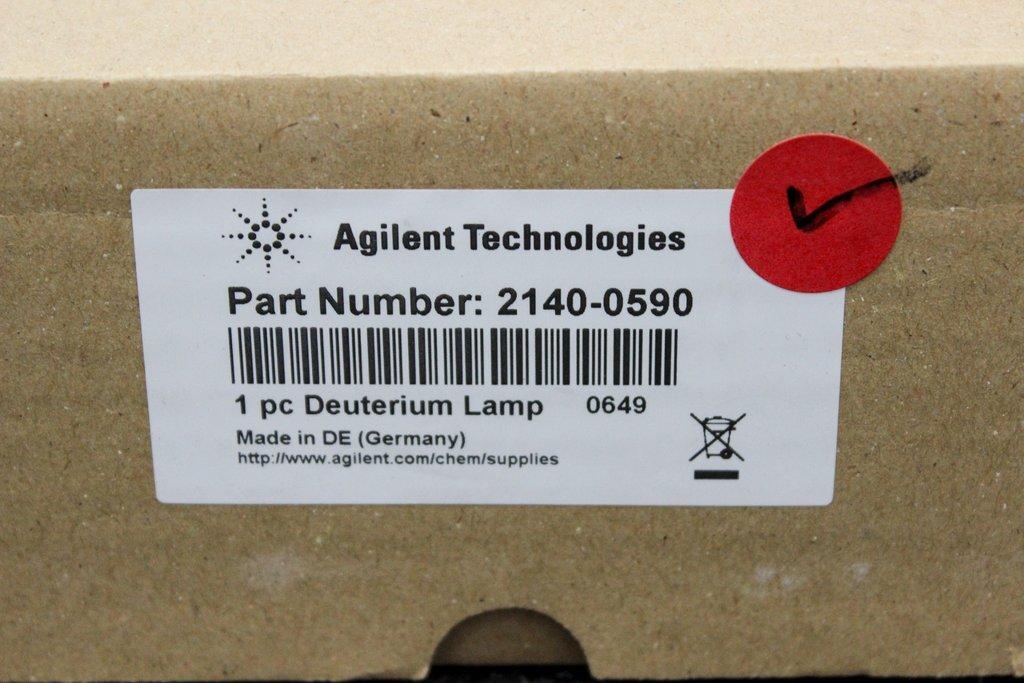 Agilent Technologies
Part Number: 2140-0590
1 pc Deuterium Lamp 0649
Made in DE (Germany)
http://www.agilent.com/chem/supplies